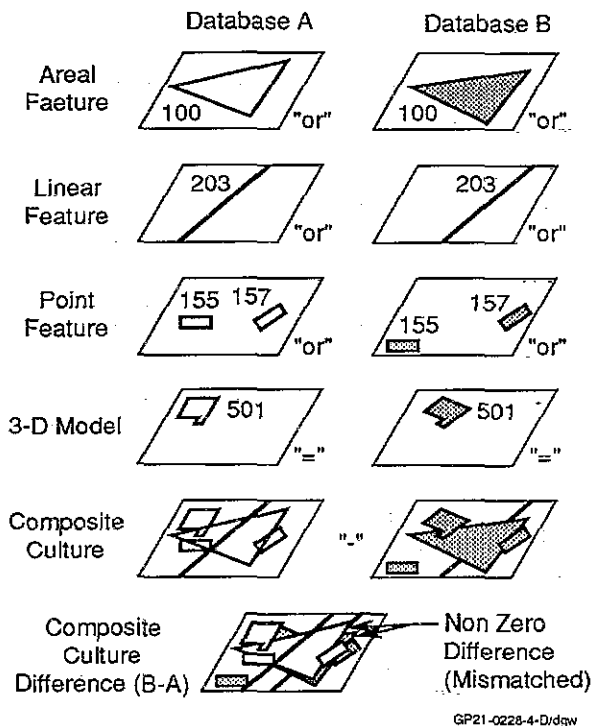 Database A Database B
Areal
Faeture
100 "or" 100 "or"
Linear
Feature
203 "or" 203 "or"
Point
Feature
155 157 "or" 155 157 "or"
3-D Model
501 "=" 501 "="
Composite
Culture
"-"
Composite
Culture
Difference (B-A)
Non Zero
Difference
(Mismatched)
GP21-0228-4-D/dqw